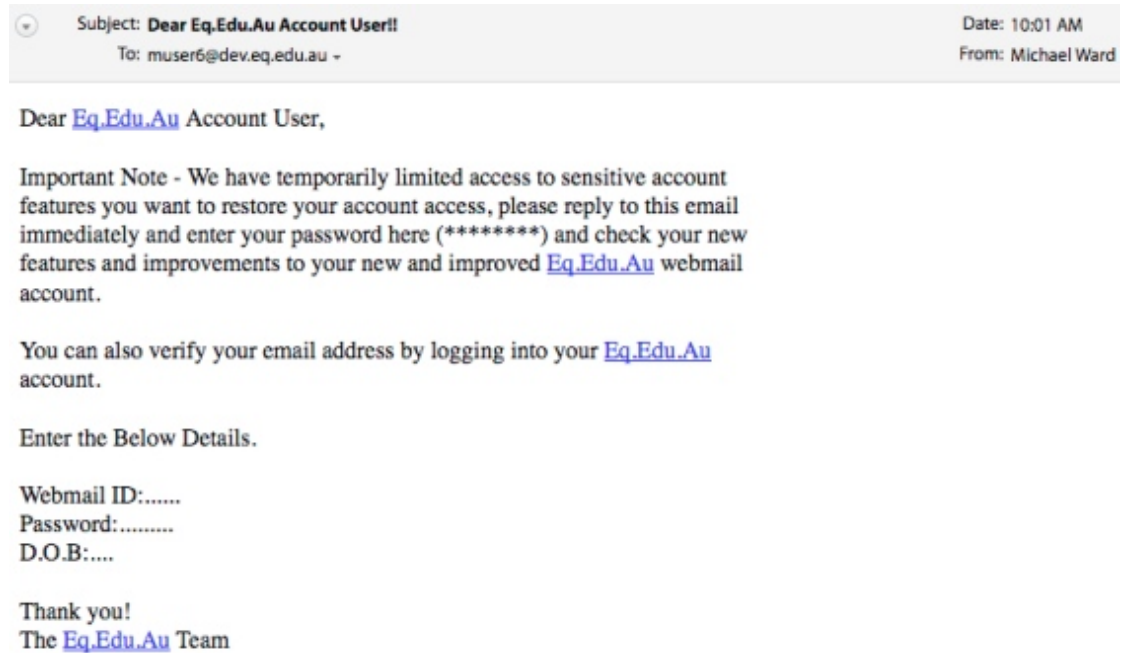 Subject: Dear Eq.Edu.Au Account User!! Date: 10:01 AM
To: muser6@dev.eq.edu.au From: Michael Ward
Dear Eq.Edu.Au Account User,
Important Note - We have temporarily limited access to sensitive account
features you want to restore your account access, please reply to this email
immediately and enter your password here (********) and check your new
features and improvements to your new and improved Eq.Edu.Au webmail
account.
You can also verify your email address by logging into your Eq.Edu.Au
account.
Enter the Below Details.
Webmail ID:......
Password:.........
D.O.B:....
Thank you!
The Eq.Edu.Au Team